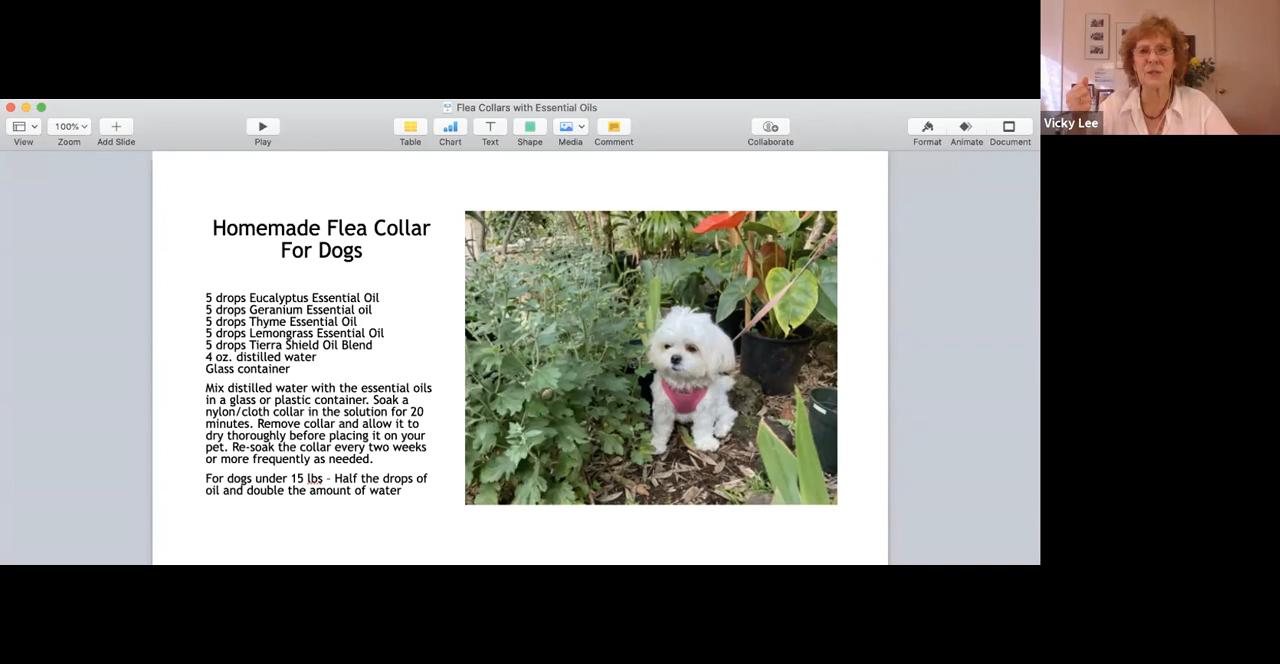 Flea Collars with Essential Oils
100%
View
Zoom
Add Slide
Play
Table
Chart
Text
Shape
Media
Comment
Collaborate
Format
Animate
Document
Vicky Lee
Homemade Flea Collar
For Dogs
5 drops Eucalyptus Essential Oil
5 drops Geranium Essential oil
5 drops Thyme Essential Oil
5 drops Lemongrass Essential Oil
5 drops Tierra Shield Oil Blend
4 oz. distilled water
Glass container
Mix distilled water with the essential oils
in a glass or plastic container. Soak a
nylon/cloth collar in the solution for 20
minutes. Remove collar and allow it to
dry thoroughly before placing it on your
pet. Re-soak the collar every two weeks
or more frequently as needed.
For dogs under 15 lbs - Half the drops of
oil and double the amount of water